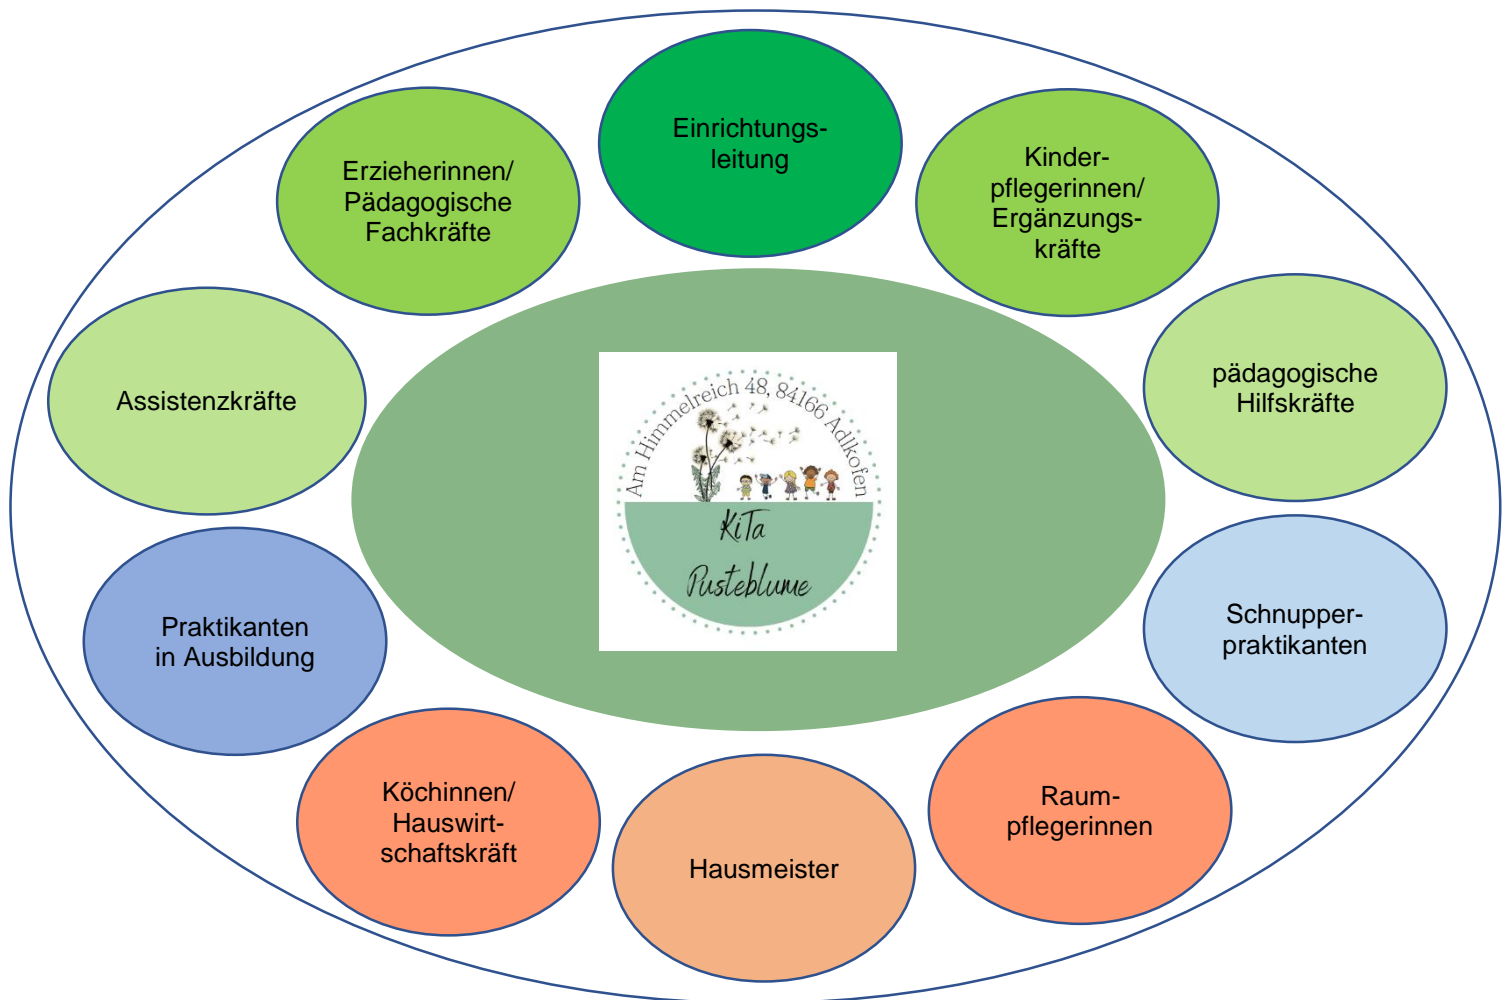 Einrichtungs-
leitung
Erzieherinnen/
Pädagogische
Fachkräfte
Kinder-
pflegerinnen/
Ergänzungs-
kräfte
Assistenzkräfte
pädagogische
Hilfskräfte
Am Himmelreich 48, 84166 Adlkofen
KiTa
Pusteblume
Praktikanten
in Ausbildung
Schnupper-
praktikanten
Köchinnen/
Hauswirt-
schaftskräft
Hausmeister
Raum-
pflegerinnen